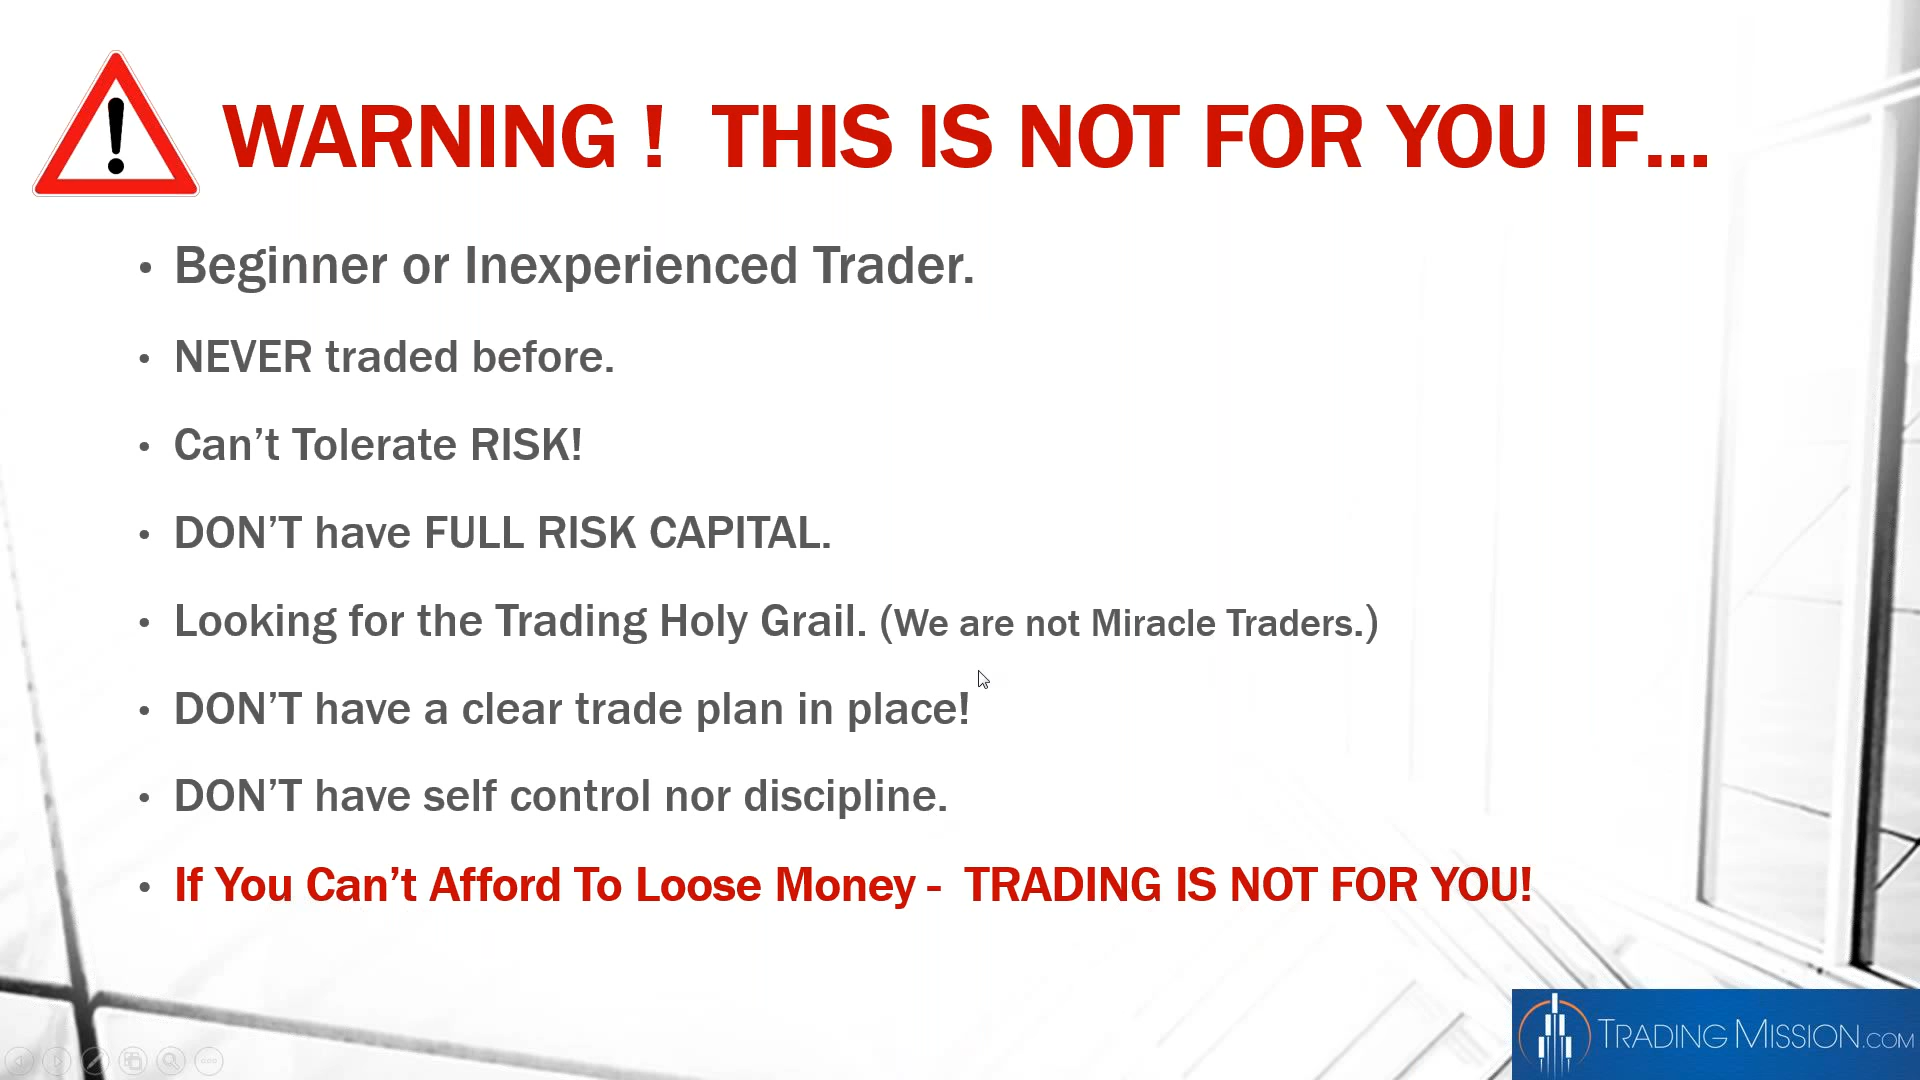 WARNING ! THIS IS NOT FOR YOU IF...
• Beginner or Inexperienced Trader.
• NEVER traded before.
• Can’t Tolerate RISK!
• DON’T have FULL RISK CAPITAL.
• Looking for the Trading Holy Grail. (We are not Miracle Traders.)
• DON’T have a clear trade plan in place!
• DON’T have self control nor discipline.
• If You Can’t Afford To Loose Money - TRADING IS NOT FOR YOU!
TRADING MISSION.COM